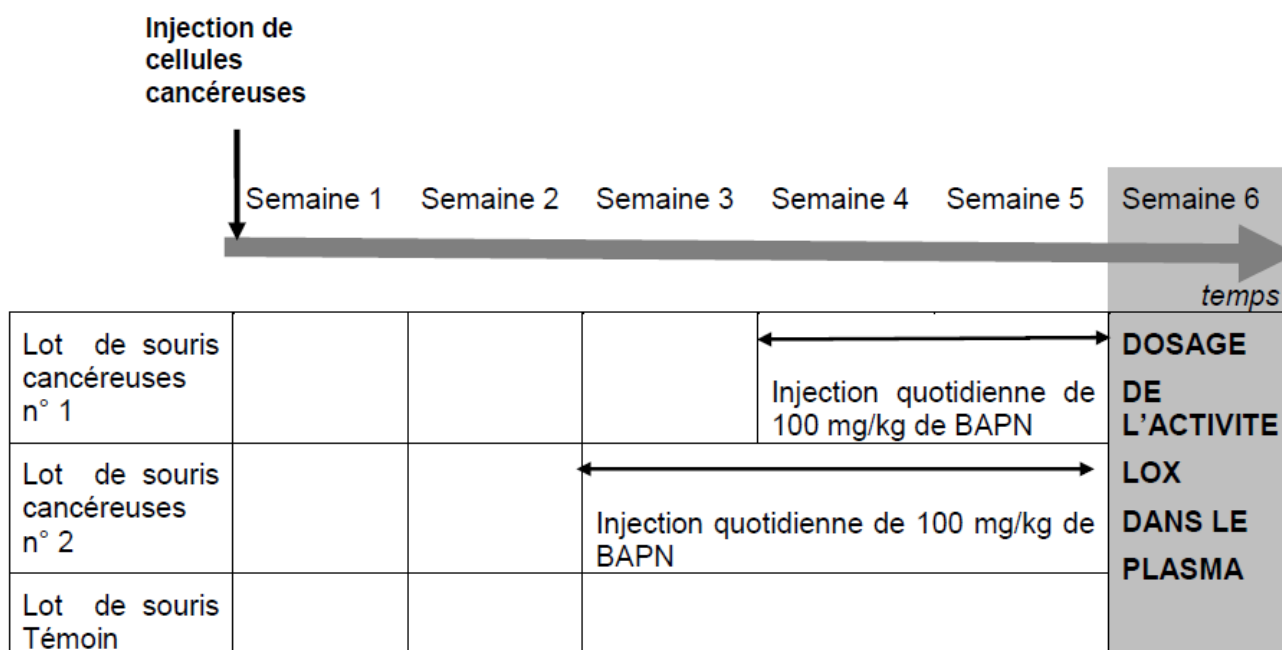 Injection de
cellules
cancéreuses
Semaine 1 Semaine 2 Semaine 3 Semaine 4 Semaine 5 Semaine 6
temps
Lot de souris
cancéreuses
n° 1
Injection quotidienne de
100 mg/kg de BAPN
Lot de souris
cancéreuses
n° 2
Injection quotidienne de 100 mg/kg de
BAPN
Lot de souris
Témoin
DOSAGE
DE
L'ACTIVITE
LOX
DANS LE
PLASMA